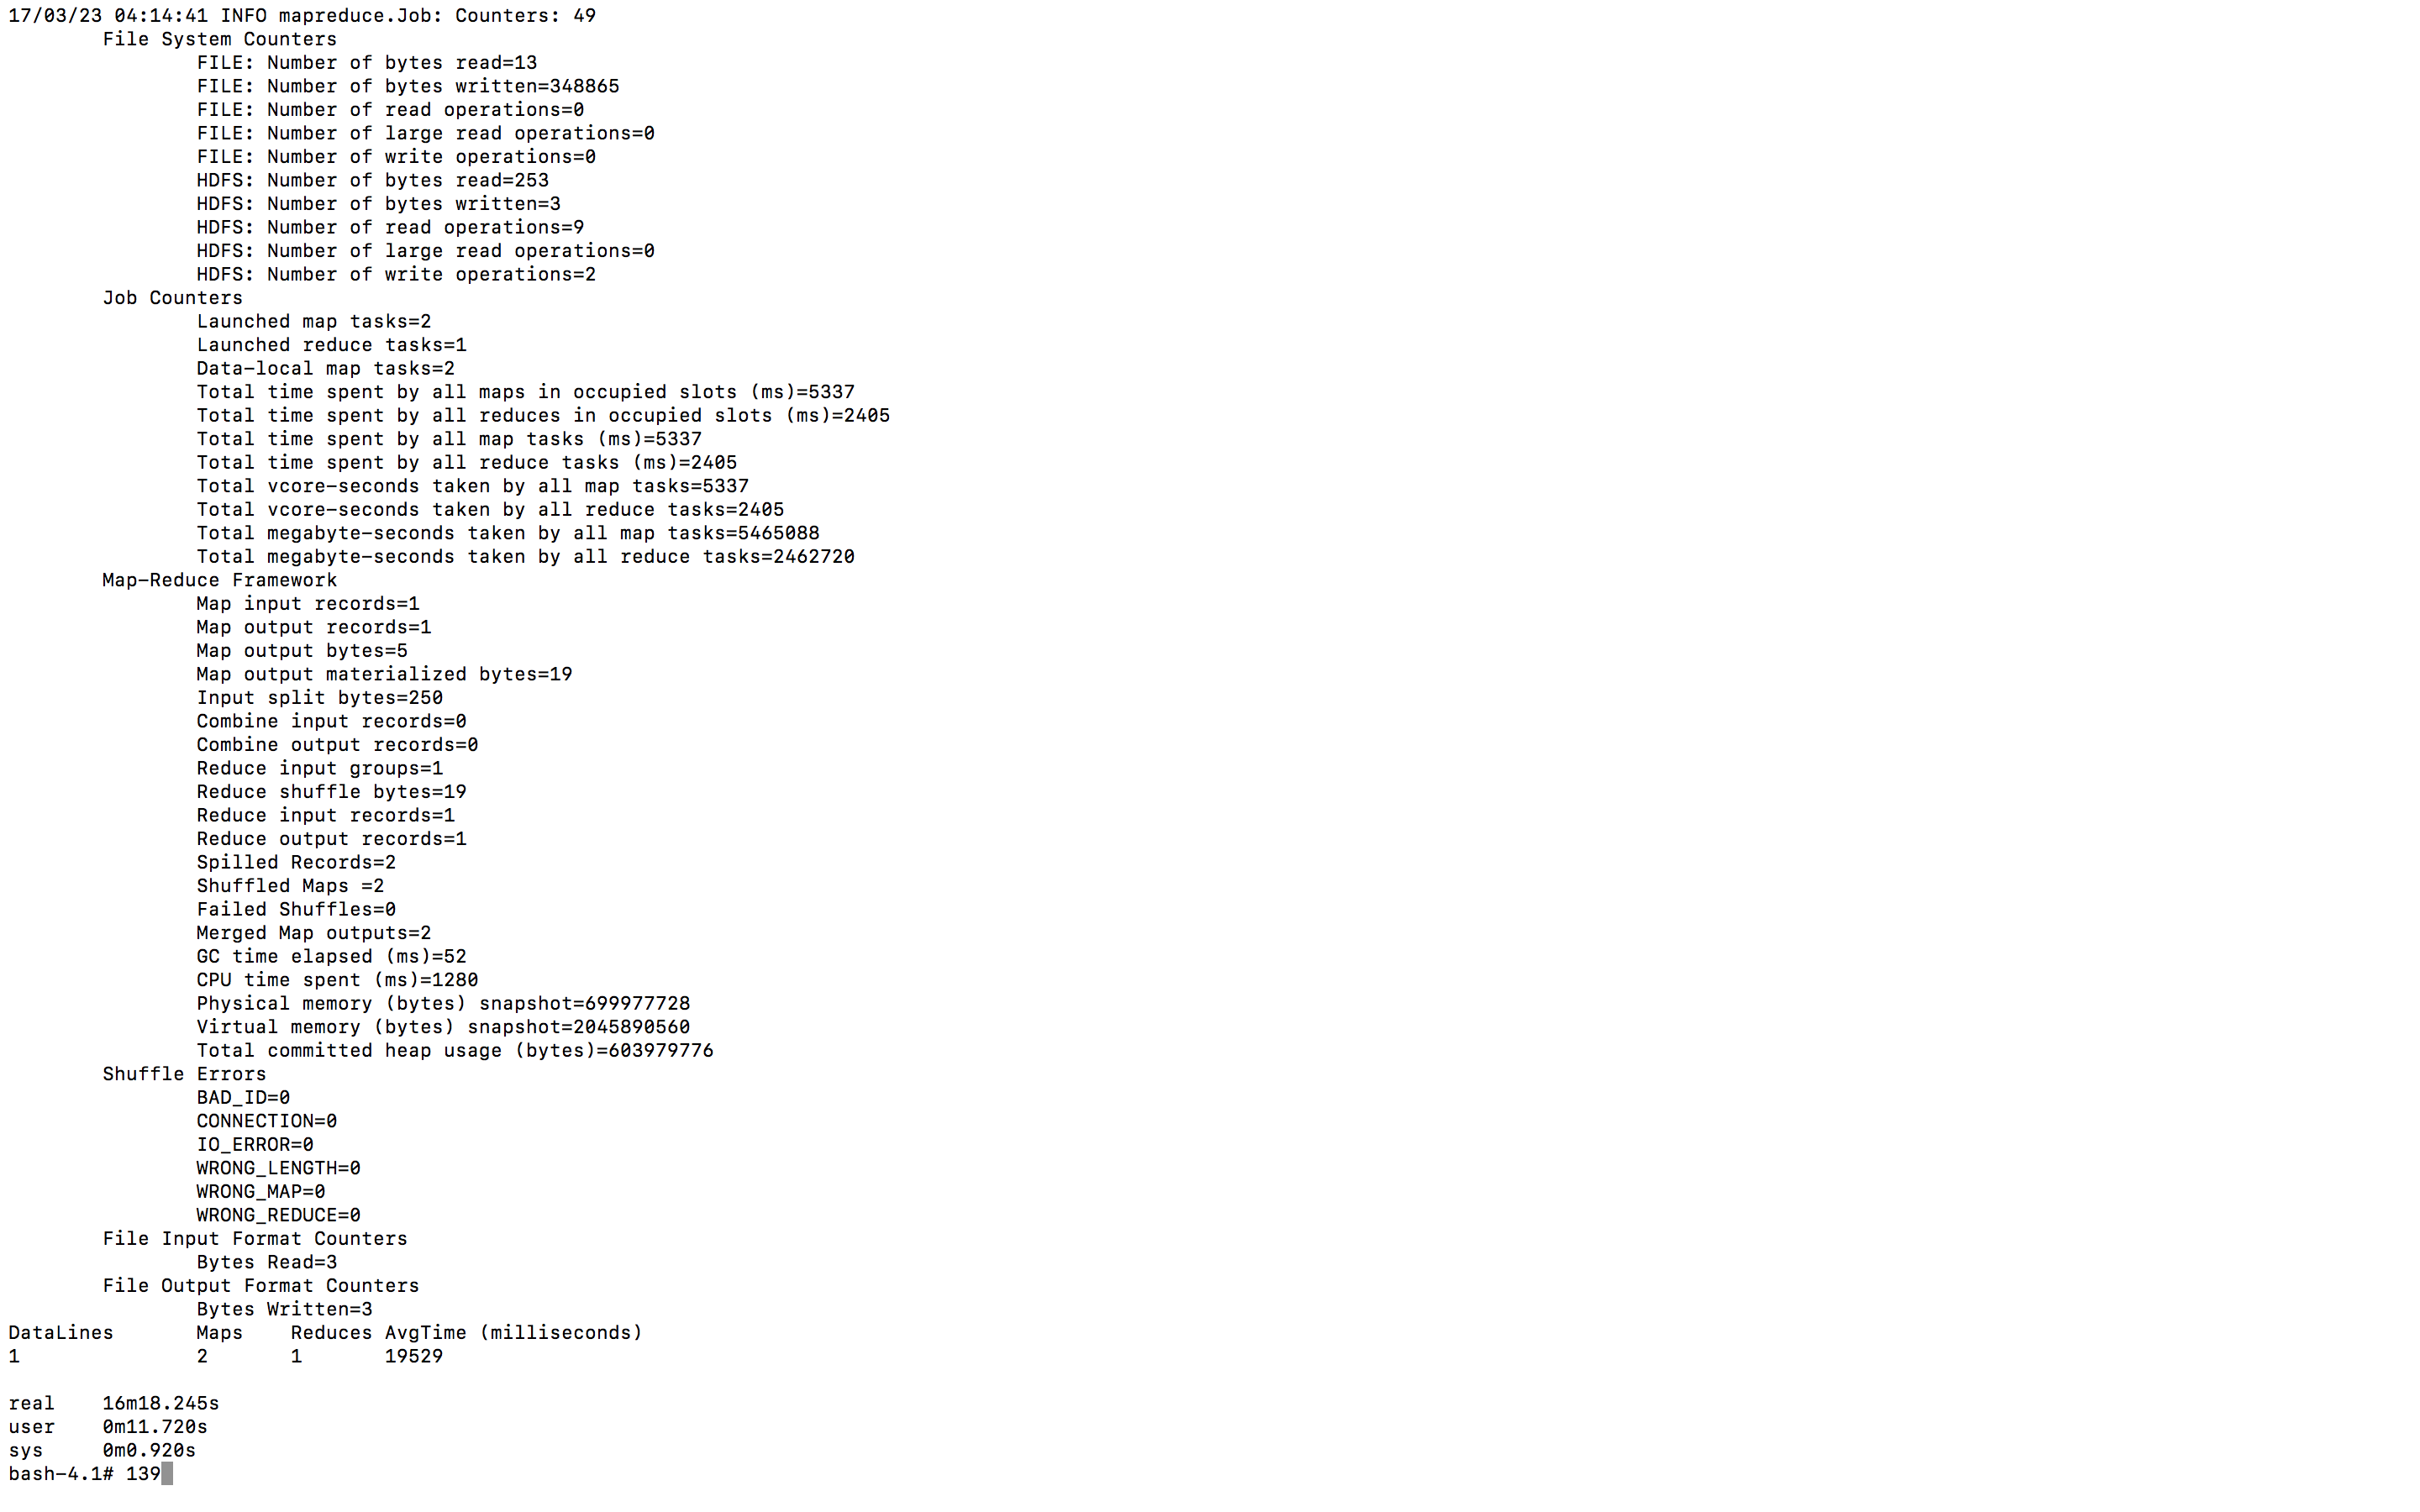 17/03/23 04:14:41 INFO mapreduce.Job: Counters: 49
File System Counters
FILE: Number of bytes read=13
FILE: Number of bytes written=348865
FILE: Number of read operations=0
FILE: Number of large read operations=0
FILE: Number of write operations=0
HDFS: Number of bytes read=253
HDFS: Number of bytes written=3
HDFS: Number of read operations=9
HDFS: Number of large read operations=0
HDFS: Number of write operations=2
Job Counters
Launched map tasks=2
Launched reduce tasks=1
Data-local map tasks=2
Total time spent by all maps in occupied slots (ms)=5337
Total time spent by all reduces in occupied slots (ms)=2405
Total time spent by all map tasks (ms)=5337
Total time spent by all reduce tasks (ms)=2405
Total vcore-seconds taken by all map tasks=5337
Total vcore-seconds taken by all reduce tasks=2405
Total megabyte-seconds taken by all map tasks=5465088
Total megabyte-seconds taken by all reduce tasks=2462720
Map-Reduce Framework
Map input records=1
Map output records=1
Map output bytes=5
Map output materialized bytes=19
Input split bytes=250
Combine input records=0
Combine output records=0
Reduce input groups=1
Reduce shuffle bytes=19
Reduce input records=1
Reduce output records=1
Spilled Records=2
Shuffled Maps =2
Failed Shuffles=0
Merged Map outputs=2
GC time elapsed (ms)=52
CPU time spent (ms)=1280
Physical memory (bytes) snapshot=699977728
Virtual memory (bytes) snapshot=2045890560
Total committed heap usage (bytes)=603979776
Shuffle Errors
BAD_ID=0
CONNECTION=0
IO_ERROR=0
WRONG_LENGTH=0
WRONG_MAP=0
WRONG_REDUCE=0
File Input Format Counters
Bytes Read=3
File Output Format Counters
Bytes Written=3
DataLines Maps Reduces AvgTime (milliseconds)
1 2 1 19529
real 16m18.245s
user 0m11.720s
sys 0m0.920s
bash-4.1# 139